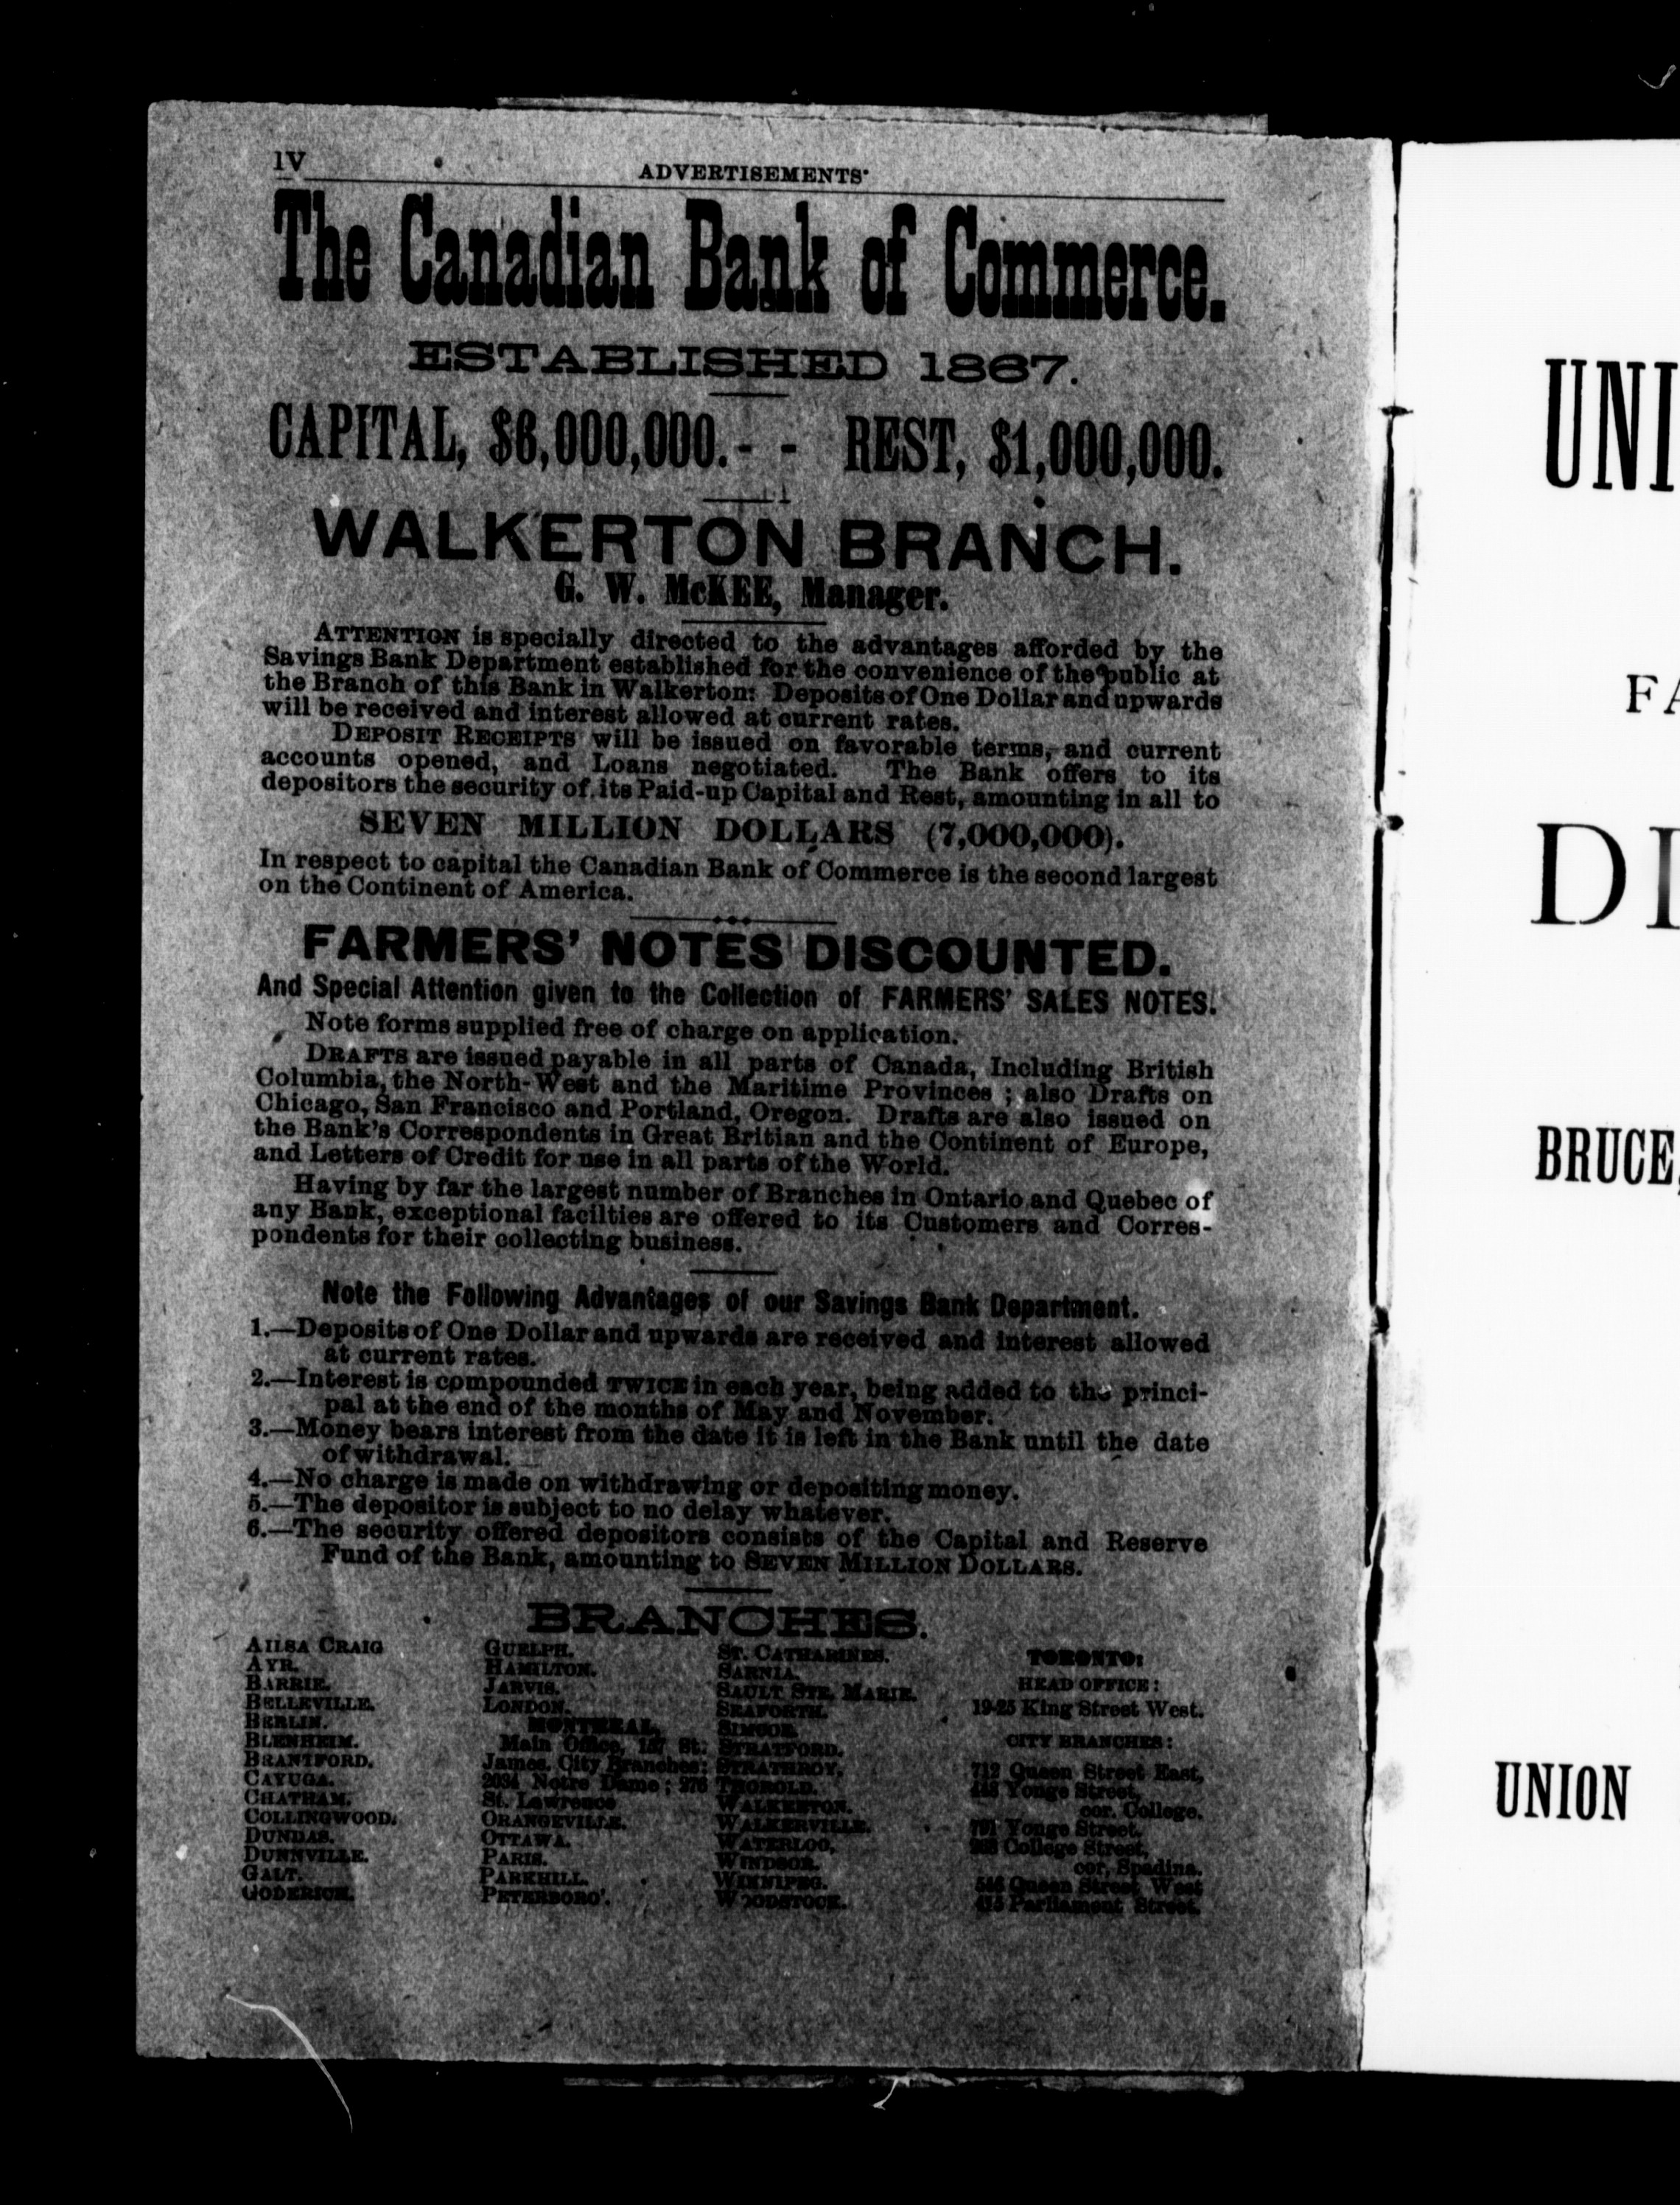 1V
ADVERTISEMENTS·
The Canadian Bank of Commerce.
ESTABLISHED 1867.
CAPITAL, $6,000,000. - - REST, $1,000,000.
WALKERTON BRANCH.
G. W. McKEE, Manager.
ATTENTION is specially directed to the advantages afforded by the
Savings Bank Department established for the convenience of the public at
the Branch of this Bank in Walkerton: Deposits of One Dollar and upwards
will be received and interest allowed at current rates.
DEPOSIT RECEIPTS will be issued on favorable terms, and current
accounts opened, and Loans negotiated. The Bank offers to its
depositors the security of its Paid-up Capital and Rest, amounting in all to
SEVEN MILLION DOLLARS (7,000,000).
In respect to capital the Canadian Bank of Commerce is the second largest
on the Continent of America.
FARMERS' NOTES DISCOUNTED.
And Special Attention given to the Collection of FARMERS' SALES NOTES.
Note forms supplied free of charge on application.
DRAFTS are issued payable in all parts of Canada, Including British
Columbia, the North-West and the Maritime Provinces ; also Drafts on
Chicago, San Francisco and Portland, Oregon. Drafts are also issued on
the Bank's Correspondents in Great Britian and the Continent of Europe,
and Letters of Credit for use in all parts of the World.
Having by far the largest number of Branches in Ontario and Quebec of
any Bank, exceptional facilties are offered to its Customers and Corres-
pondents for their collecting business.
Note the Following Advantages of our Savings Bank Department.
1.—Deposits of One Dollar and upwards are received and interest allowed
at current rates.
2.—Interest is compounded TWICE in each year, being added to the princi-
pal at the end of the months of May and November.
3.—Money bears interest from the date it is left in the Bank until the date
of withdrawal.
4.—No charge is made on withdrawing or depositing money.
5.—The depositor is subject to no delay whatever.
6.—The security offered depositors consists of the Capital and Reserve
Fund of the Bank, amounting to SEVEN MILLION DOLLARS.
BRANCHES.
AILSA CRAIG
AYR.
BARRIE.
BELLEVILLE.
BERLIN.
BLENHEIM.
BRANTFORD.
CAYUGA.
CHATHAM.
COLLINGWOOD.
DUNDAS.
DUNNVILLE.
GALT.
GODERICH.
GUELPH.
HAMILTON.
JARVIS.
LONDON.
MONTREAL,
Main Office, 157 St.
James. City Branches:
2034 Notre Dame ; 276
St. Lawrence
ORANGEVILLE.
OTTAWA.
PARIS.
PARKHILL.
PETERBORO'.
ST. CATHARINES.
SARNIA.
SAULT STE. MARIE.
SEAFORTH.
SIMCOE.
STRATFORD.
STRATHROY.
THOROLD.
WALKERTON.
WALKERVILLE.
WATERLOO.
WINDSOR.
WINNIPEG.
WOODSTOCK.
TORONTO:
HEAD OFFICE:
19-25 King Street West.
CITY BRANCHES:
712 Queen Street East,
Yonge Street,
cor. College.
791 Yonge Street.
College Street,
cor, Spadina.
Queen Street, West
415 Parliament Street.
UNI
FA
DI
BRUCE,
UNION